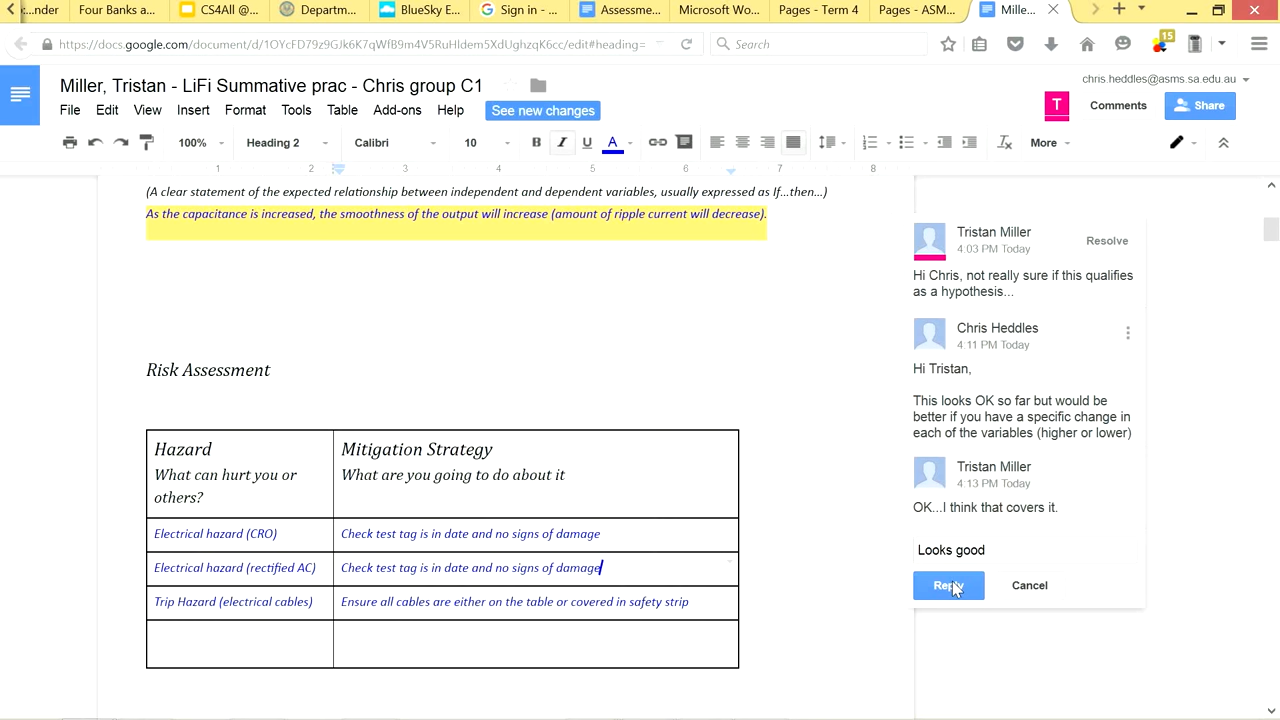 ...nder
Four Banks a...
CS4All @...
Departm...
BlueSky E...
Sign in - ...
Assessme...
Microsoft Wo...
Pages - Term 4
Pages - ASM...
Mille...
15
Search
chris.heddles@asms.sa.edu.au
Miller, Tristan - LiFi Summative prac - Chris group C1
File Edit View Insert Format Tools Table Add-ons Help See new changes
T Comments Share
100% Heading 2 Calibri 10 B I U A More
1 2 3 4 5 6 7 8
(A clear statement of the expected relationship between independent and dependent variables, usually expressed as If...then...)
As the capacitance is increased, the smoothness of the output will increase (amount of ripple current will decrease).
Risk Assessment
Hazard
What can hurt you or
others?
Mitigation Strategy
What are you going to do about it
Electrical hazard (CRO)
Check test tag is in date and no signs of damage
Electrical hazard (rectified AC)
Check test tag is in date and no signs of damage
Trip Hazard (electrical cables)
Ensure all cables are either on the table or covered in safety strip
Tristan Miller
4:03 PM Today
Resolve
Hi Chris, not really sure if this qualifies
as a hypothesis...
Chris Heddles
4:11 PM Today
Hi Tristan,
This looks OK so far but would be
better if you have a specific change in
each of the variables (higher or lower)
Tristan Miller
4:13 PM Today
OK...I think that covers it.
Looks good
Reply Cancel